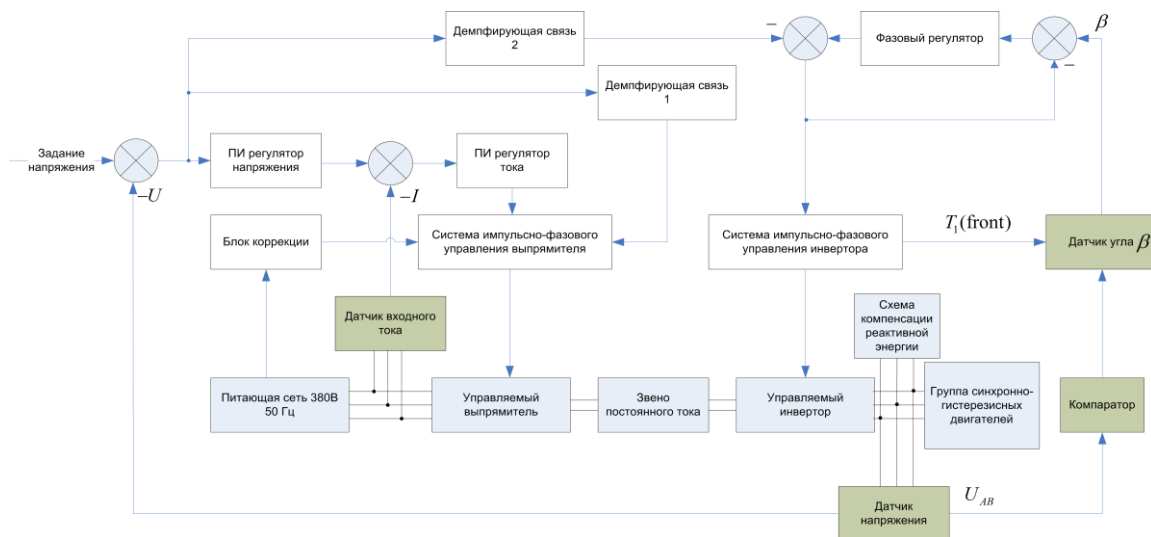 Демпфирующая связь
2
−
Фазовый регулятор
β
−
Демпфирующая связь
1
Задание
напряжения
−U
ПИ регулятор
напряжения
−I
ПИ регулятор
тока
Блок коррекции
Система импульсно-фазового
управления выпрямителя
Система импульсно-фазового
управления инвертора
T₁(front)
Датчик угла β
Датчик входного
тока
Схема
компенсации
реактивной
энергии
Питающая сеть 380В
50 Гц
Управляемый
выпрямитель
Звено
постоянного тока
Управляемый
инвертор
Группа синхронно-
гистерезисных
двигателей
Компаратор
Датчик
напряжения
U_AB